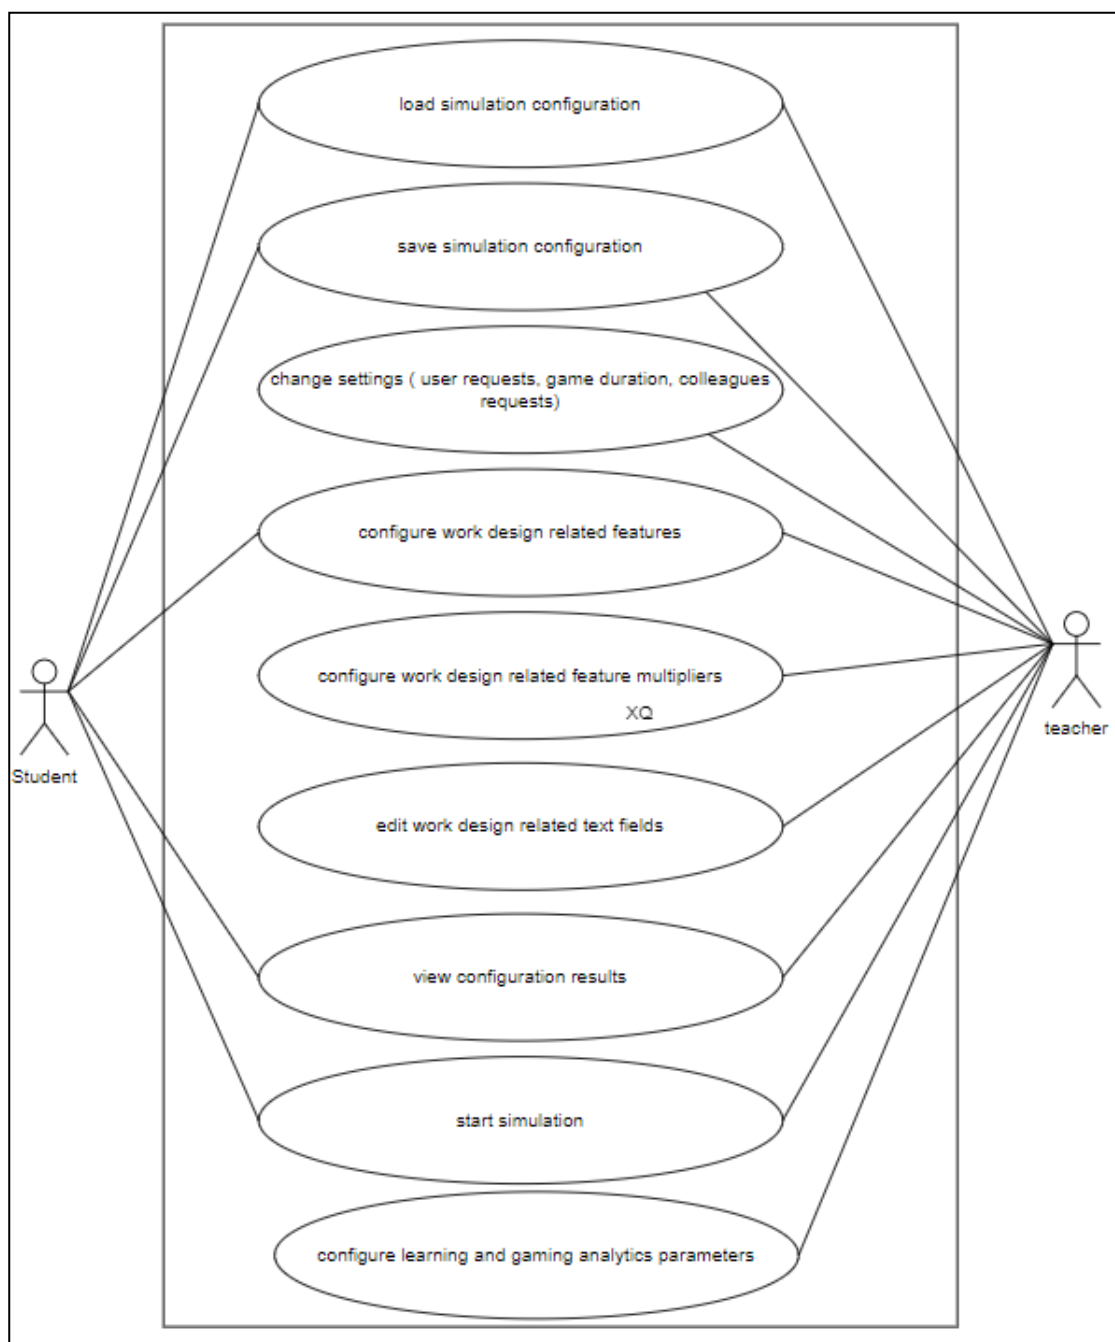 load simulation configuration
save simulation configuration
change settings ( user requests, game duration, colleagues
requests)
configure work design related features
configure work design related feature multipliers
XQ
Student
teacher
edit work design related text fields
view configuration results
start simulation
configure learning and gaming analytics parameters